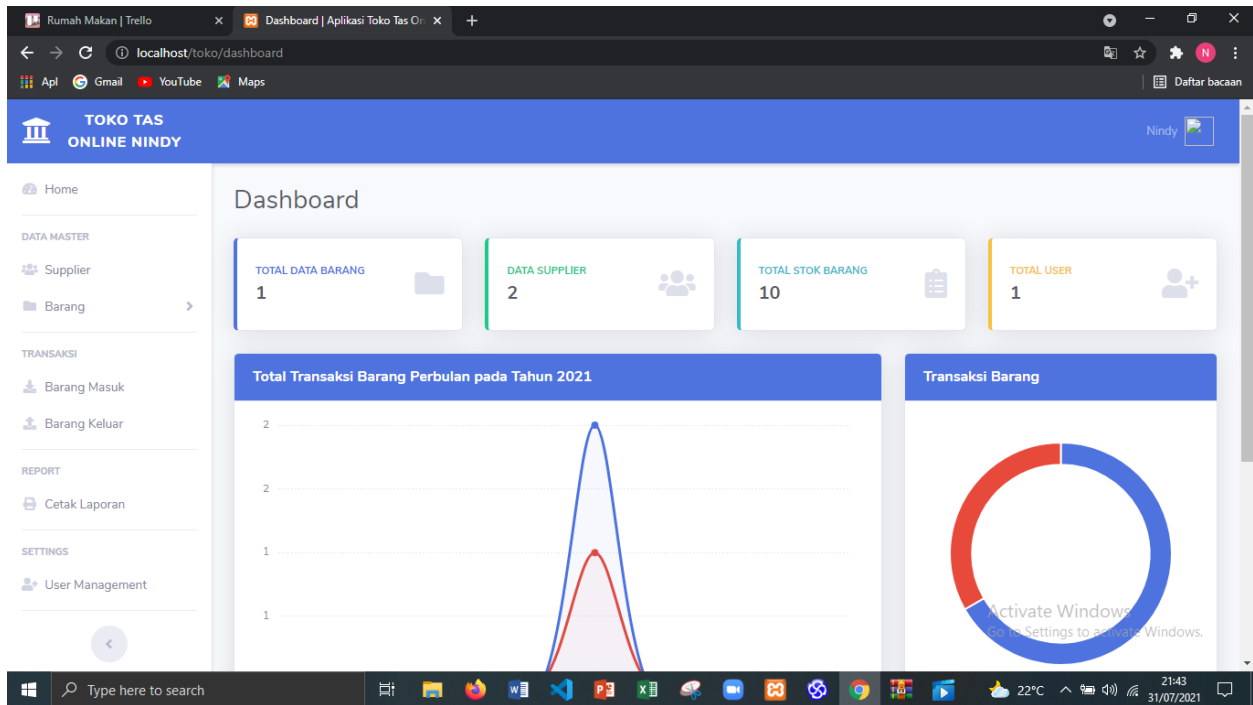 Rumah Makan | Trello
Dashboard | Aplikasi Toko Tas On
localhost/toko/dashboard
N
Apl
Gmail
YouTube
Maps
Daftar bacaan
TOKO TAS
ONLINE NINDY
Nindy
Home
DATA MASTER
Supplier
Barang
TRANSAKSI
Barang Masuk
Barang Keluar
REPORT
Cetak Laporan
SETTINGS
User Management
Dashboard
TOTAL DATA BARANG
1
DATA SUPPLIER
2
TOTAL STOK BARANG
10
TOTAL USER
1
Total Transaksi Barang Perbulan pada Tahun 2021
2
2
1
1
Transaksi Barang
Activate Windows
Go to Settings to activate Windows.
Type here to search
22°C
21:43
31/07/2021